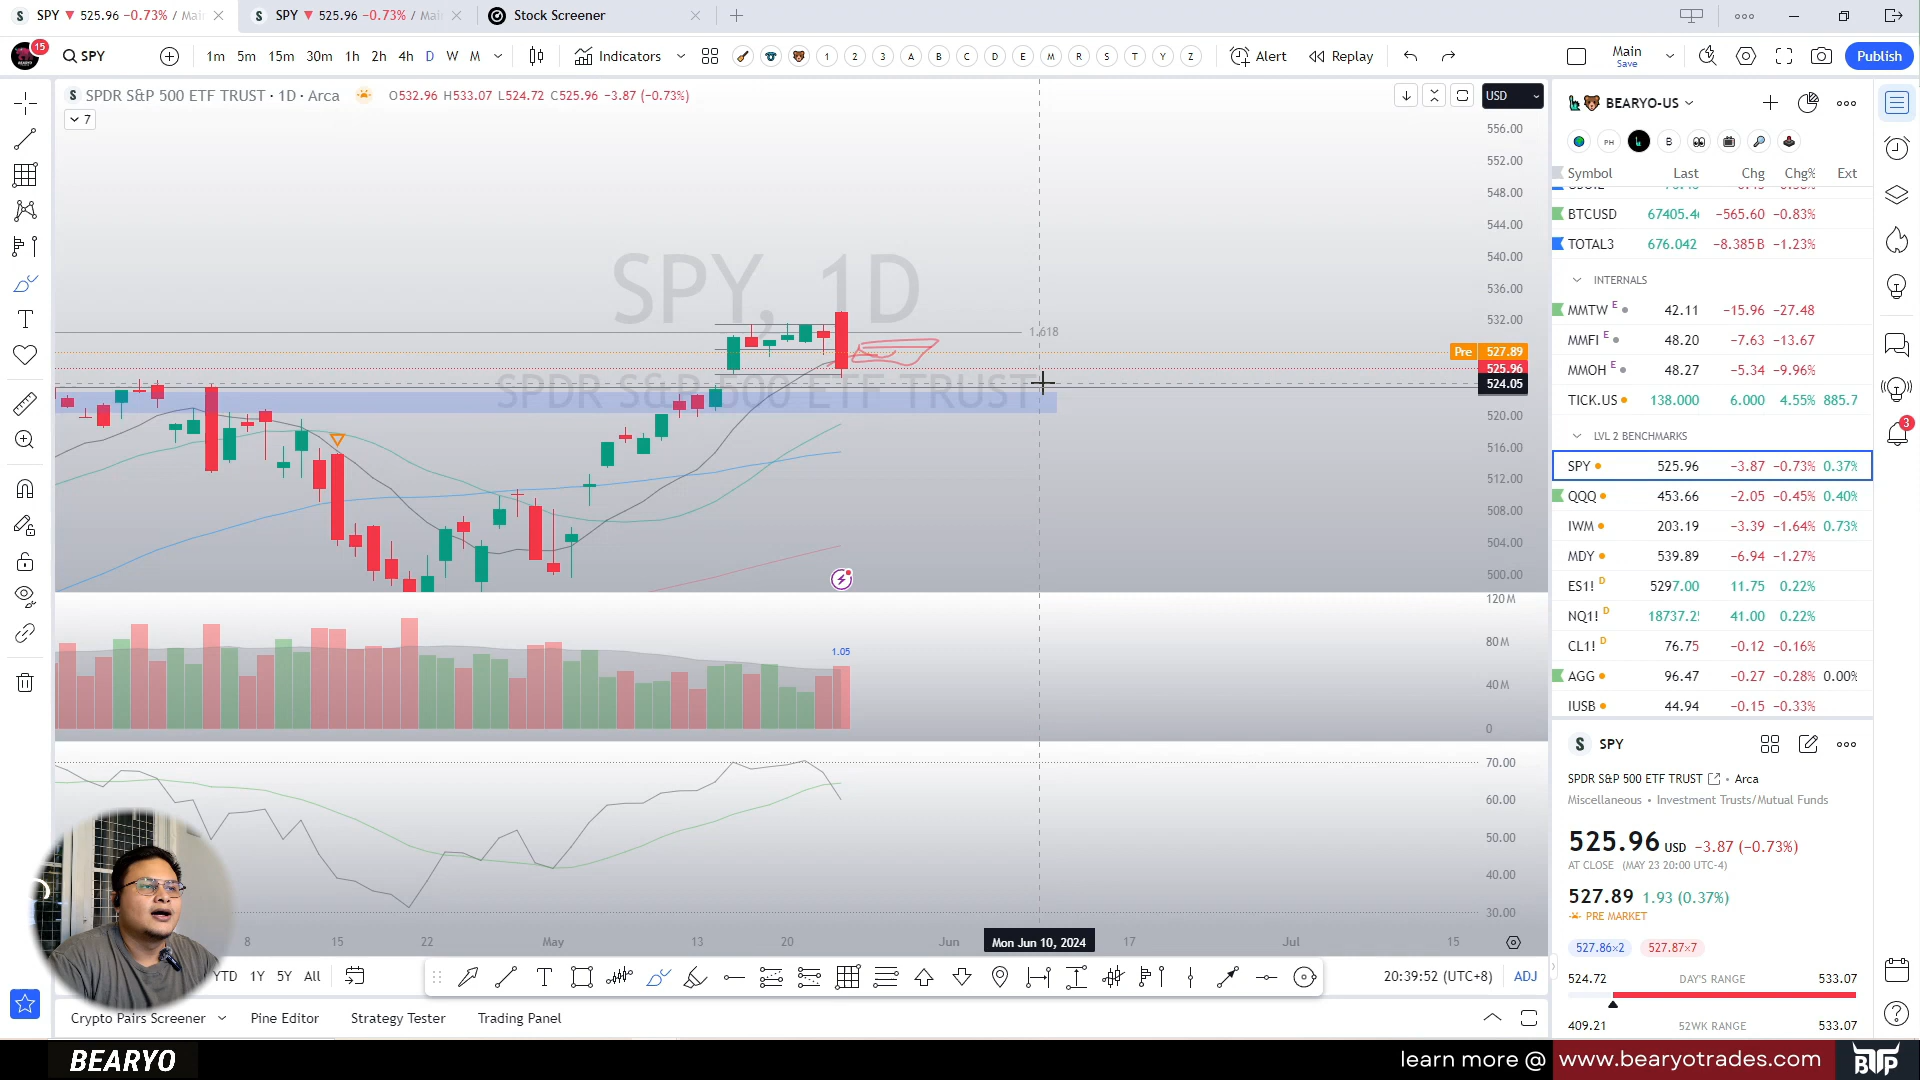 SPY 525.96 −0.73% / Mai
SPY 525.96 −0.73% / Mai
Stock Screener
15
SPY
1m 5m 15m 30m 1h 2h 4h D W M
Indicators
1 2 3 A B C D E M R S T Y Z
Alert
Replay
Main
Save
Publish
SPDR S&P 500 ETF TRUST · 1D · Arca
O532.96 H533.07 L524.72 C525.96 −3.87 (−0.73%)
USD
7
SPY, 1D
SPDR S&P 500 ETF TRUST
1.618
556.00
552.00
548.00
544.00
540.00
536.00
532.00
Pre 527.89
525.96
524.05
520.00
516.00
512.00
508.00
504.00
500.00
120M
80M
40M
0
1.05
70.00
60.00
50.00
40.00
30.00
8 15 22 May 13 20 Jun Mon Jun 10, 2024 17 Jul 15
YTD 1Y 5Y All
20:39:52 (UTC+8) ADJ
Crypto Pairs Screener
Pine Editor
Strategy Tester
Trading Panel
BEARYO-US
PH
B
Symbol Last Chg Chg% Ext
BTCUSD 67405.4 −565.60 −0.83%
TOTAL3 676.042 −8.385B −1.23%
INTERNALS
MMTW E 42.11 −15.96 −27.48
MMFI E 48.20 −7.63 −13.67
MMOH E 48.27 −5.34 −9.96%
TICK.US 138.000 6.000 4.55% 885.7
LVL 2 BENCHMARKS
SPY 525.96 −3.87 −0.73% 0.37%
QQQ 453.66 −2.05 −0.45% 0.40%
IWM 203.19 −3.39 −1.64% 0.73%
MDY 539.89 −6.94 −1.27%
ES1! D 5297.00 11.75 0.22%
NQ1! D 18737.2 41.00 0.22%
CL1! D 76.75 −0.12 −0.16%
AGG 96.47 −0.27 −0.28% 0.00%
IUSB 44.94 −0.15 −0.33%
3
SPY
SPDR S&P 500 ETF TRUST · Arca
Miscellaneous • Investment Trusts/Mutual Funds
525.96 USD −3.87 (−0.73%)
AT CLOSE (MAY 23 20:00 UTC-4)
527.89 1.93 (0.37%)
PRE MARKET
527.86×2 527.87×7
524.72 DAY'S RANGE 533.07
409.21 52WK RANGE 533.07
BEARYO
learn more @ www.bearyotrades.com
BTP